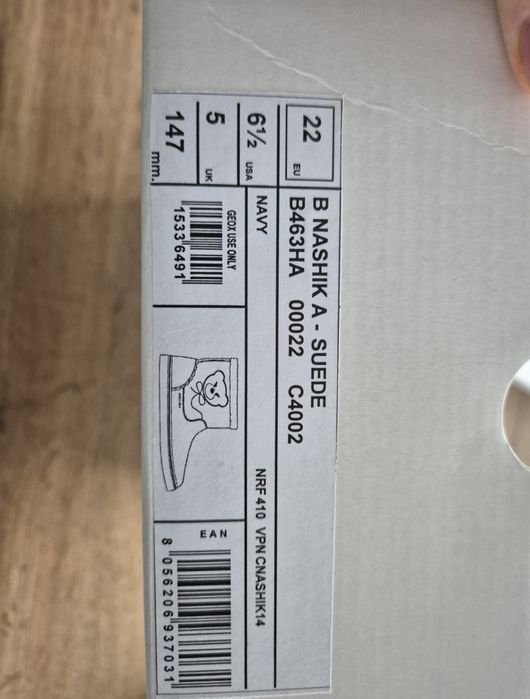 22 EU
B NASHIK A - SUEDE
B463HA 00022 C4002
6½ USA
NAVY
NRF 410 VPN CNASHIK14
5 UK
147 mm.
GEOX USE ONLY
1533 6491
EAN
8 056206 937031